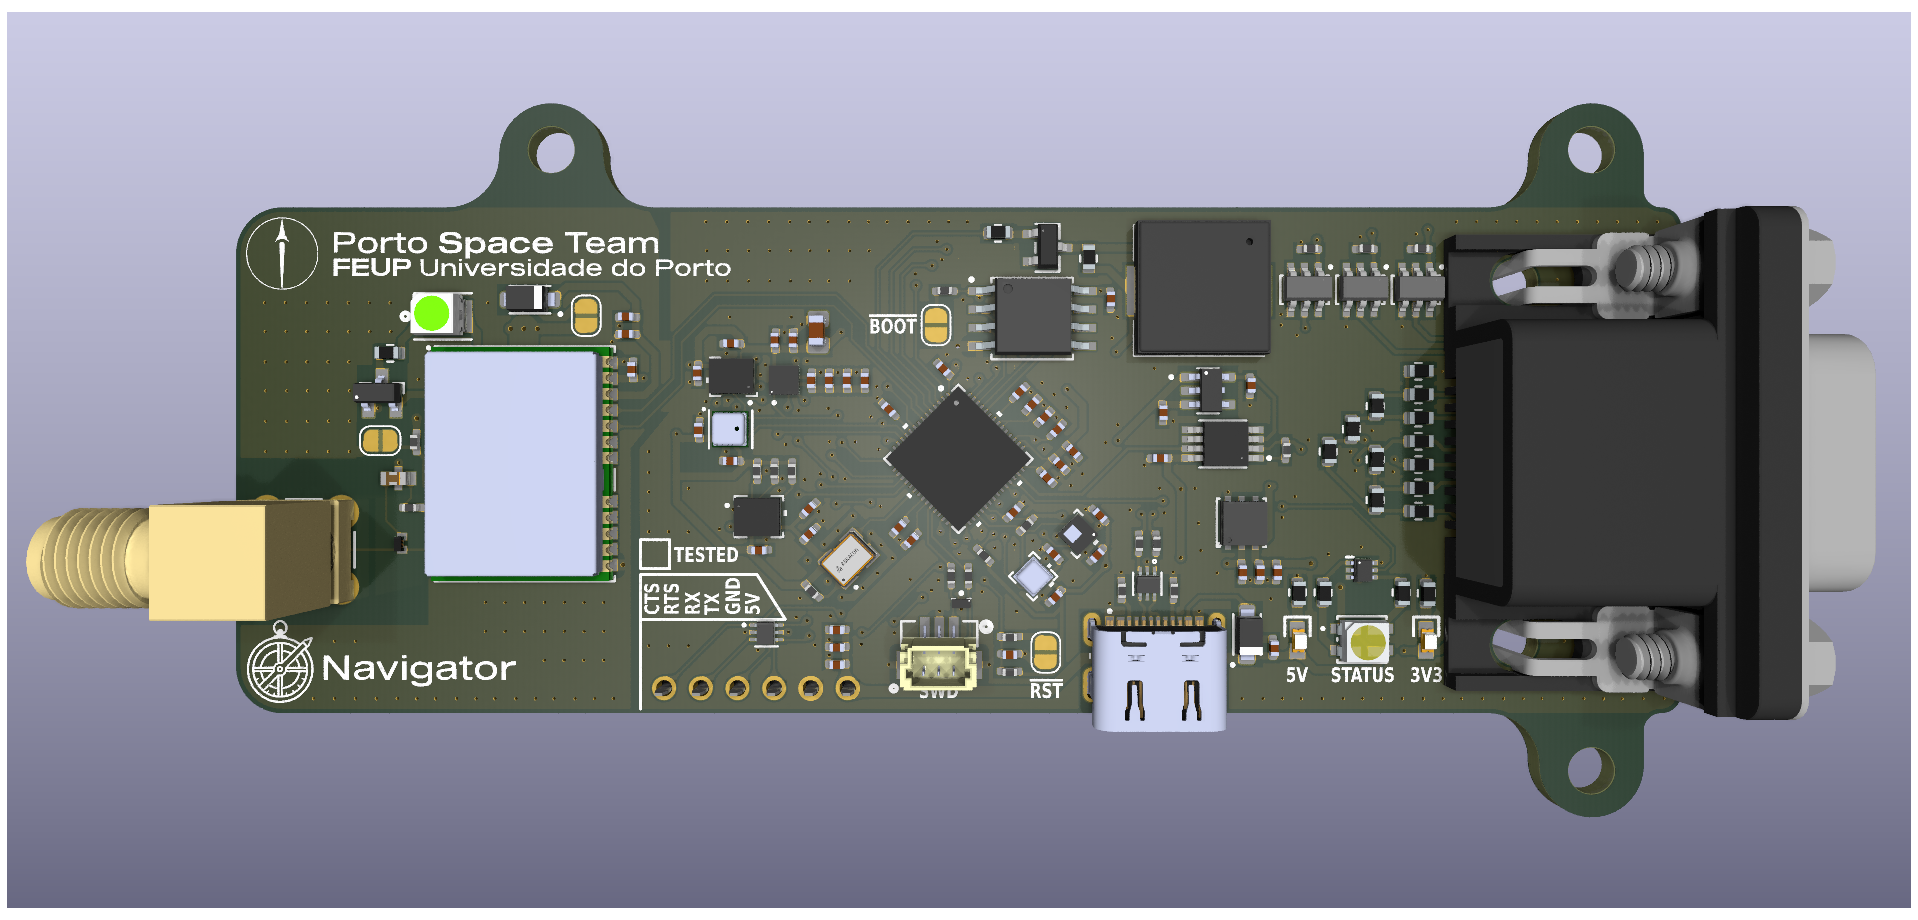 Porto Space Team
FEUP Universidade do Porto
BOOT
TESTED
CTS
RTS
RX
TX
GND
5V
Navigator
SWD
RST
5V
STATUS
3V3